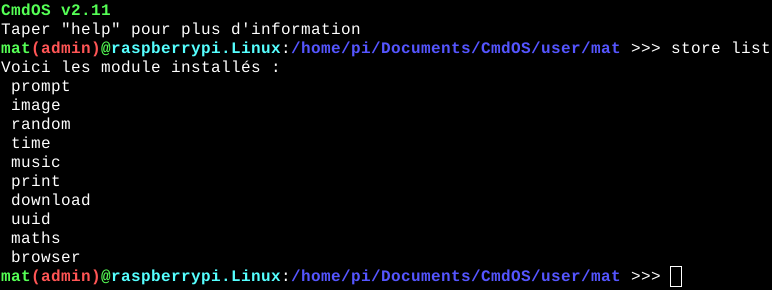 CmdOS v2.11
Taper "help" pour plus d'information
mat(admin)@raspberrypi.Linux:/home/pi/Documents/CmdOS/user/mat >>> store list
Voici les module installés :
prompt
image
random
time
music
print
download
uuid
maths
browser
mat(admin)@raspberrypi.Linux:/home/pi/Documents/CmdOS/user/mat >>>